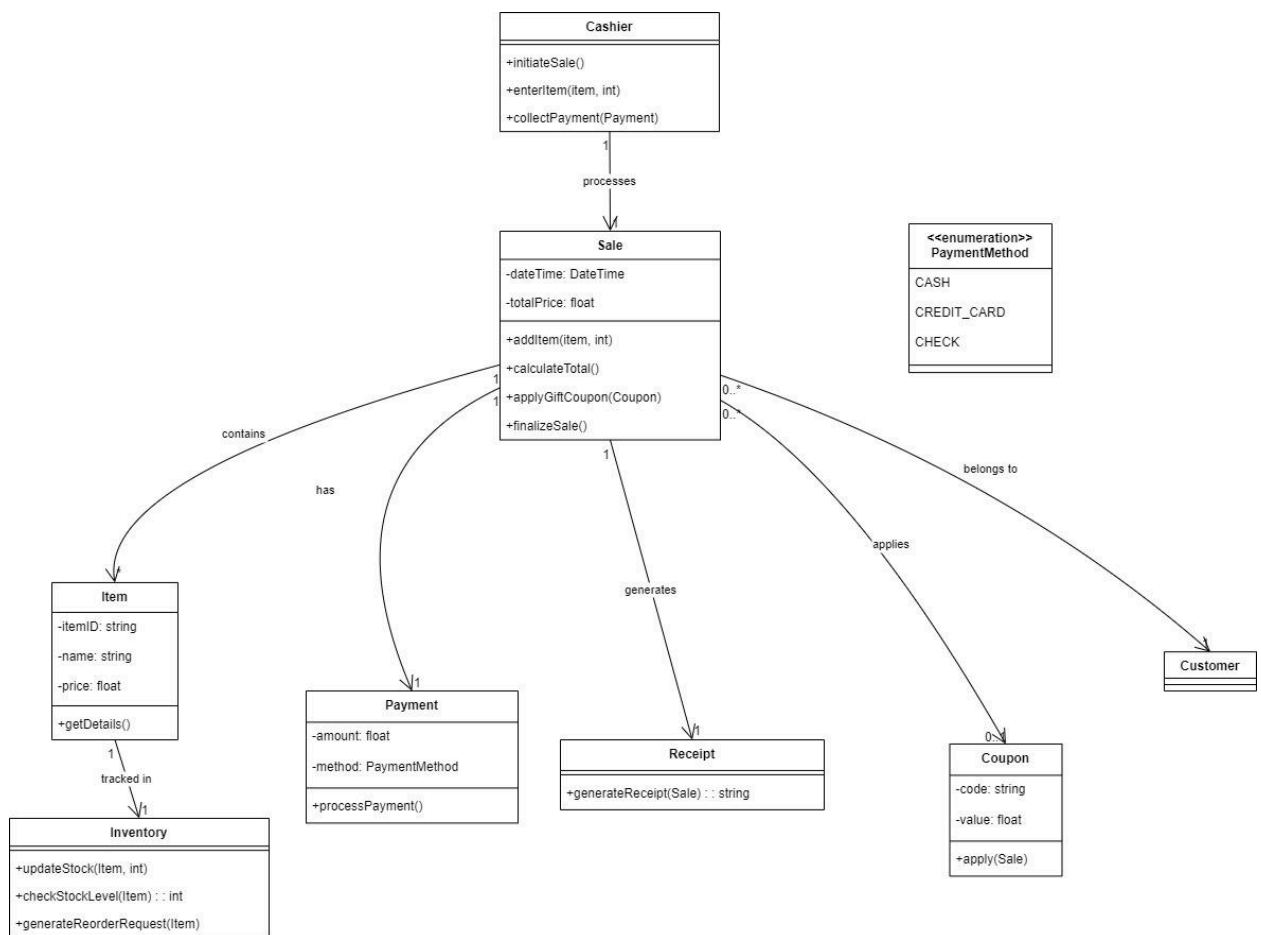 Cashier
+initiateSale()
+enterItem(item, int)
+collectPayment(Payment)
1
processes
1
Sale
-dateTime: DateTime
-totalPrice: float
+addItem(item, int)
+calculateTotal()
+applyGiftCoupon(Coupon)
+finalizeSale()
<<enumeration>>
PaymentMethod
CASH
CREDIT_CARD
CHECK
1
1
0..*
0..*
1
contains
has
generates
applies
belongs to
*
Item
-itemID: string
-name: string
-price: float
+getDetails()
1
tracked in
1
Inventory
+updateStock(Item, int)
+checkStockLevel(Item) : : int
+generateReorderRequest(Item)
1
Payment
-amount: float
-method: PaymentMethod
+processPayment()
1
Receipt
+generateReceipt(Sale) : : string
0..1
Coupon
-code: string
-value: float
+apply(Sale)
1
Customer